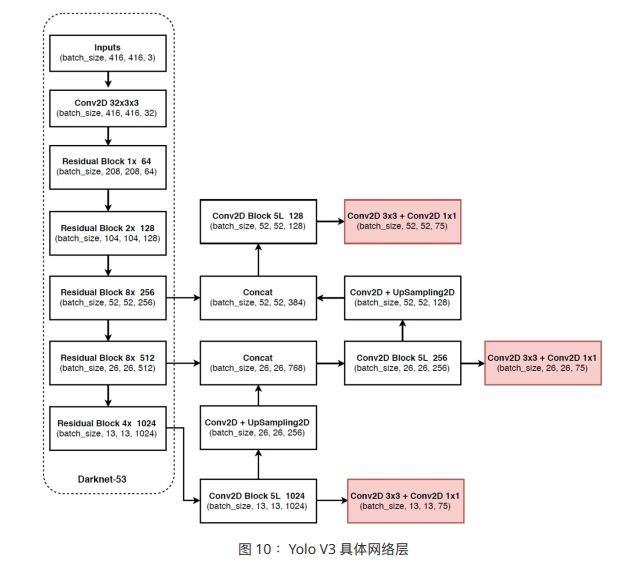 Inputs
(batch_size, 416, 416, 3)
Conv2D 32x3x3
(batch_size, 416, 416, 32)
Residual Block 1x 64
(batch_size, 208, 208, 64)
Residual Block 2x 128
(batch_size, 104, 104, 128)
Residual Block 8x 256
(batch_size, 52, 52, 256)
Residual Block 8x 512
(batch_size, 26, 26, 512)
Residual Block 4x 1024
(batch_size, 13, 13, 1024)
Darknet-53
Conv2D Block 5L 128
(batch_size, 52, 52, 128)
Conv2D 3x3 + Conv2D 1x1
(batch_size, 52, 52, 75)
Concat
(batch_size, 52, 52, 384)
Conv2D + UpSampling2D
(batch_size, 52, 52, 128)
Concat
(batch_size, 26, 26, 768)
Conv2D Block 5L 256
(batch_size, 26, 26, 256)
Conv2D 3x3 + Conv2D 1x1
(batch_size, 26, 26, 75)
Conv2D + UpSampling2D
(batch_size, 26, 26, 256)
Conv2D Block 5L 1024
(batch_size, 13, 13, 1024)
Conv2D 3x3 + Conv2D 1x1
(batch_size, 13, 13, 75)
图 10： Yolo V3 具体网络层